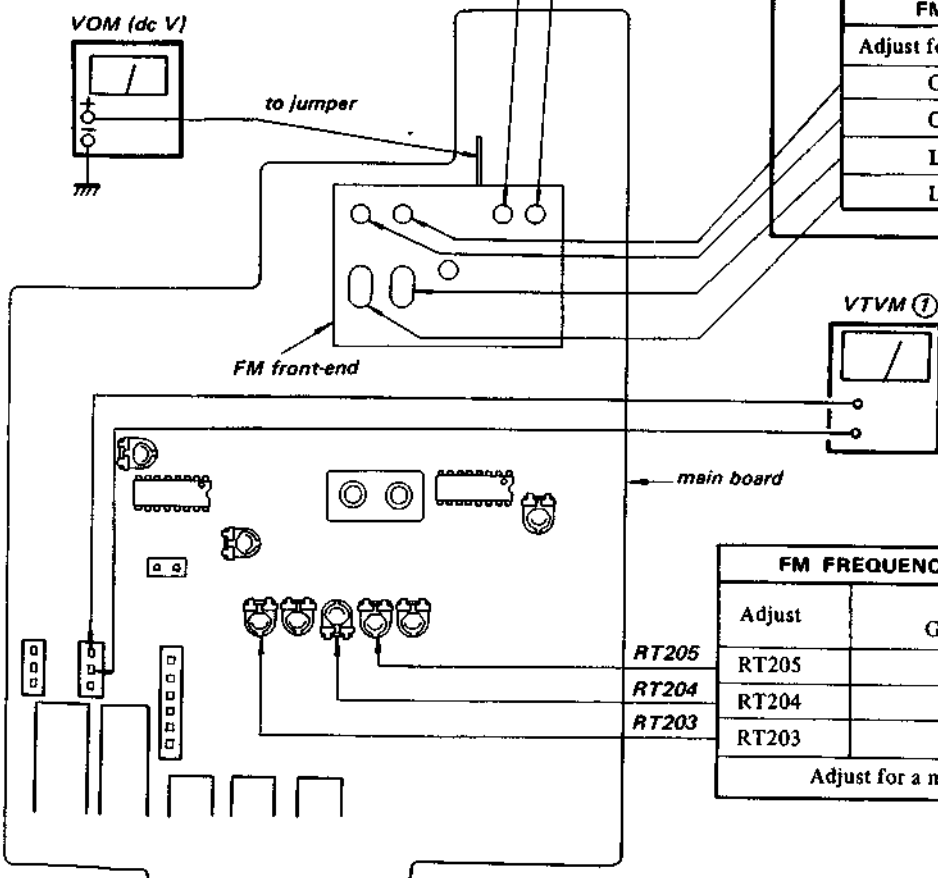 VOM (dc V)
+
−
to jumper
FM
Adjust
C
C
L
L
VTVM ①
FM front-end
main board
FM
Adjust
G
RT205
RT205
RT204
RT204
RT203
RT203
Adjust for a